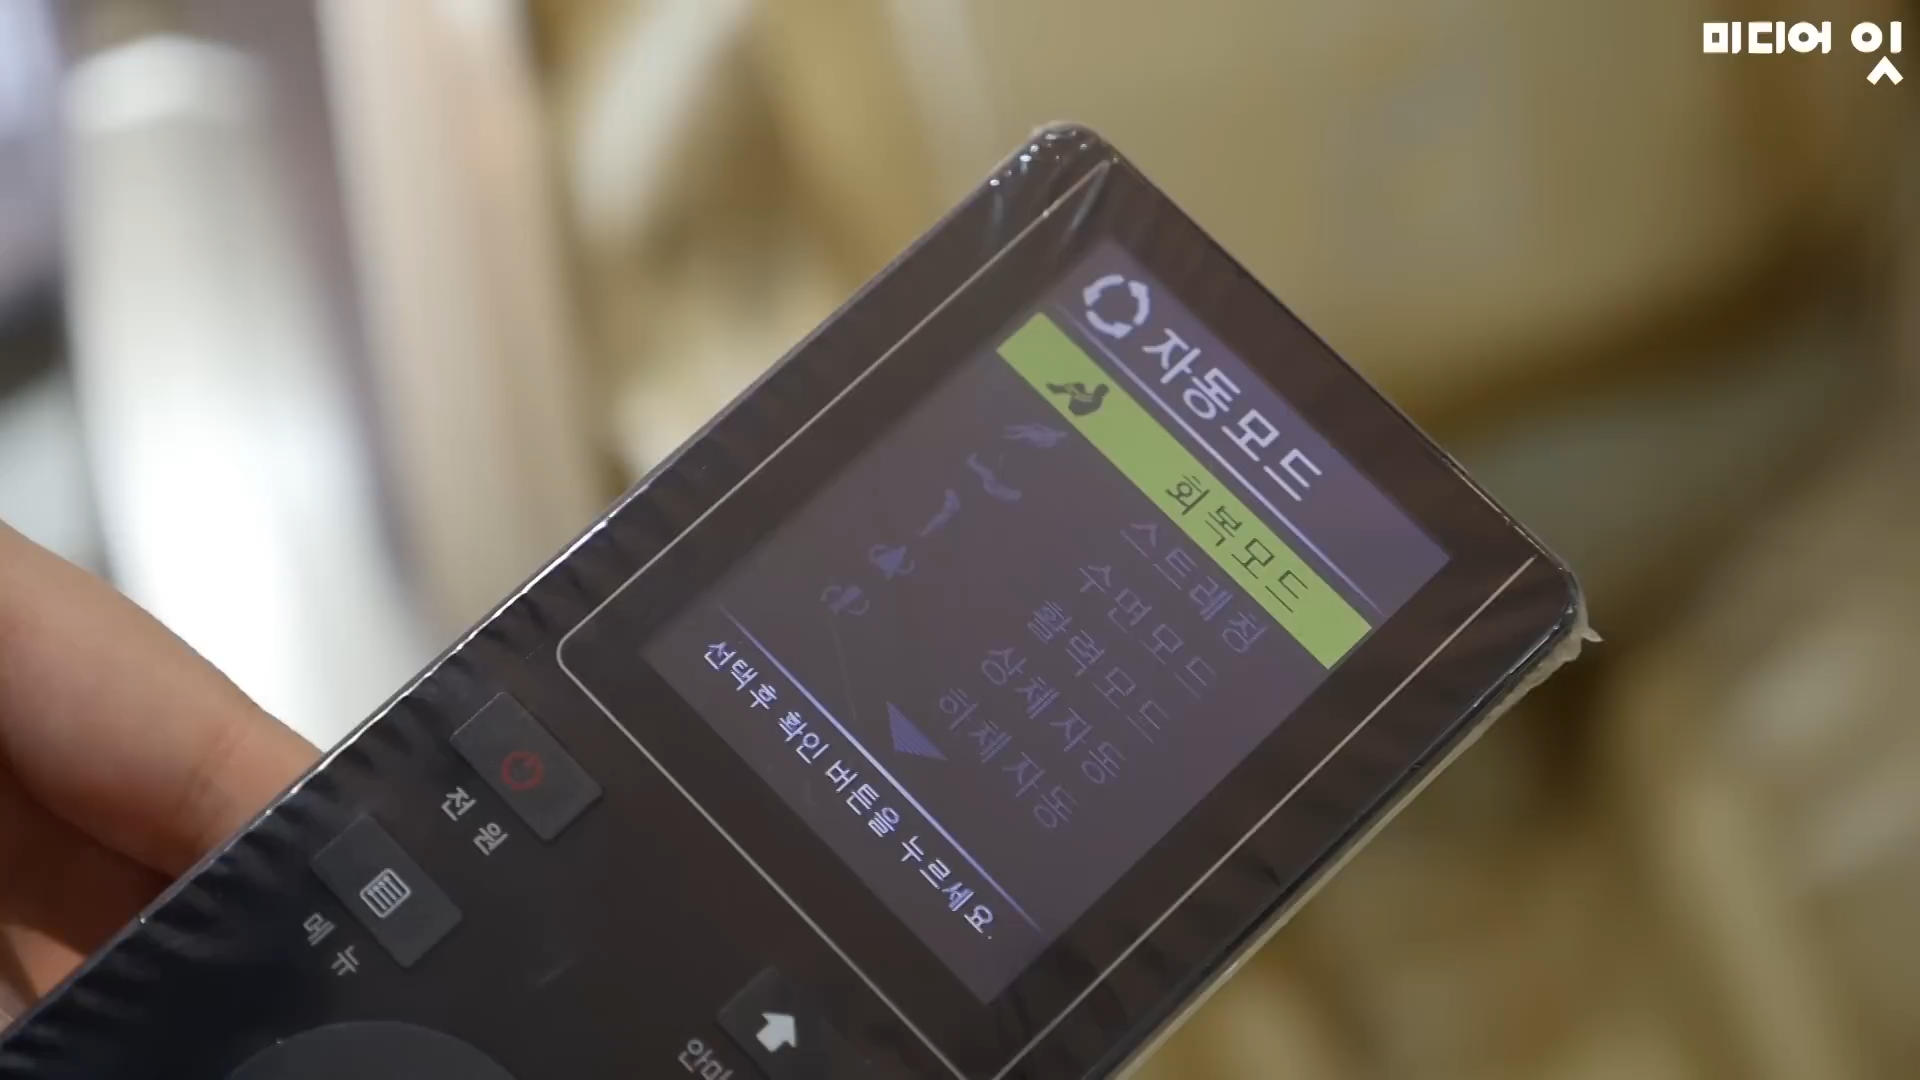 미디어 잇
자동모드
회복모드
스트레칭
수면모드
활력모드
상체자동
하체자동
선택후 확인 버튼을 누르세요.
전원
메뉴